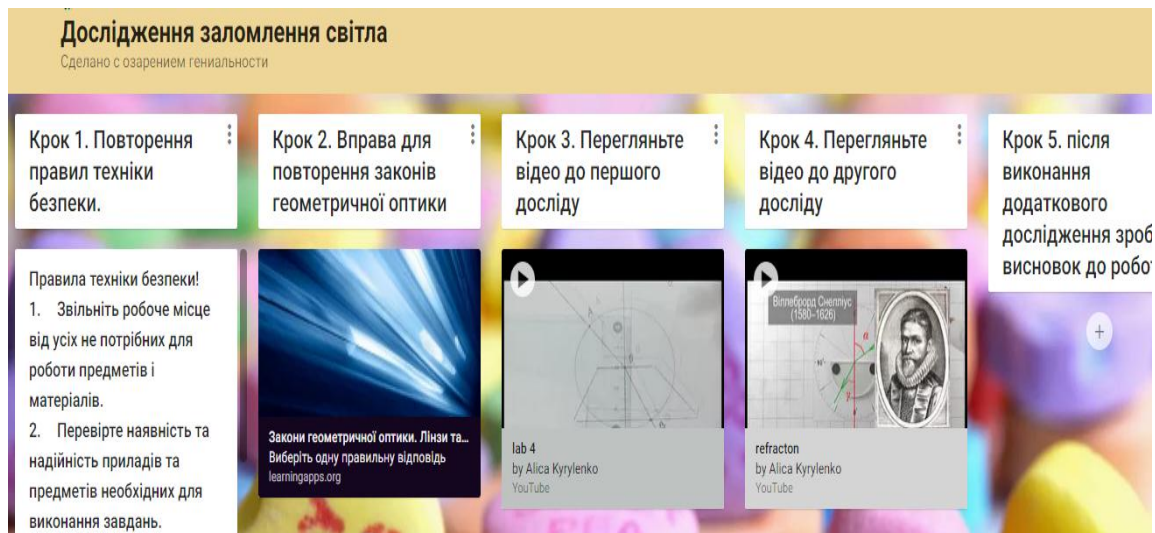 Дослідження заломлення світла
Сделано с озарением гениальности
Крок 1. Повторення
правил техніки
безпеки.
Правила техніки безпеки!
1. Звільніть робоче місце
від усіх не потрібних для
роботи предметів і
матеріалів.
2. Перевірте наявність та
надійність приладів та
предметів необхідних для
виконання завдань.
Крок 2. Вправа для
повторення законів
геометричної оптики
Закони геометричної оптики. Лінзи та...
Виберіть одну правильну відповідь
learningapps.org
Крок 3. Перегляньте
відео до першого
досліду
lab 4
by Alica Kyrylenko
YouTube
Крок 4. Перегляньте
відео до другого
досліду
Віллеброрд Снелліус
(1580–1626)
α
γ
refracton
by Alica Kyrylenko
YouTube
Крок 5. після
виконання
додаткового
дослідження зроб
висновок до робот